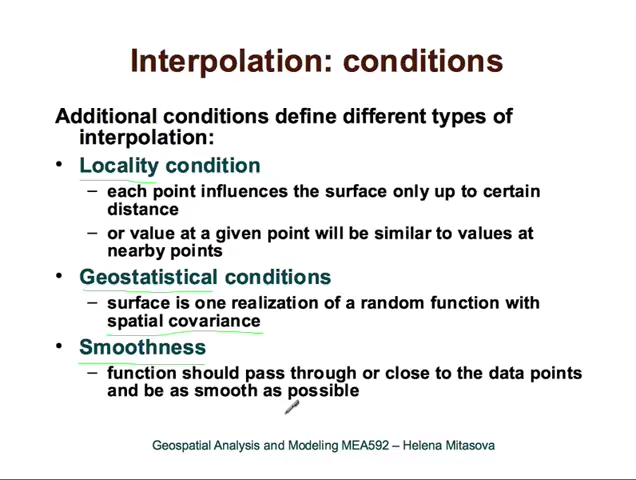 Interpolation: conditions
Additional conditions define different types of
interpolation:
• Locality condition
– each point influences the surface only up to certain
distance
– or value at a given point will be similar to values at
nearby points
• Geostatistical conditions
– surface is one realization of a random function with
spatial covariance
• Smoothness
– function should pass through or close to the data points
and be as smooth as possible
Geospatial Analysis and Modeling MEA592 – Helena Mitasova